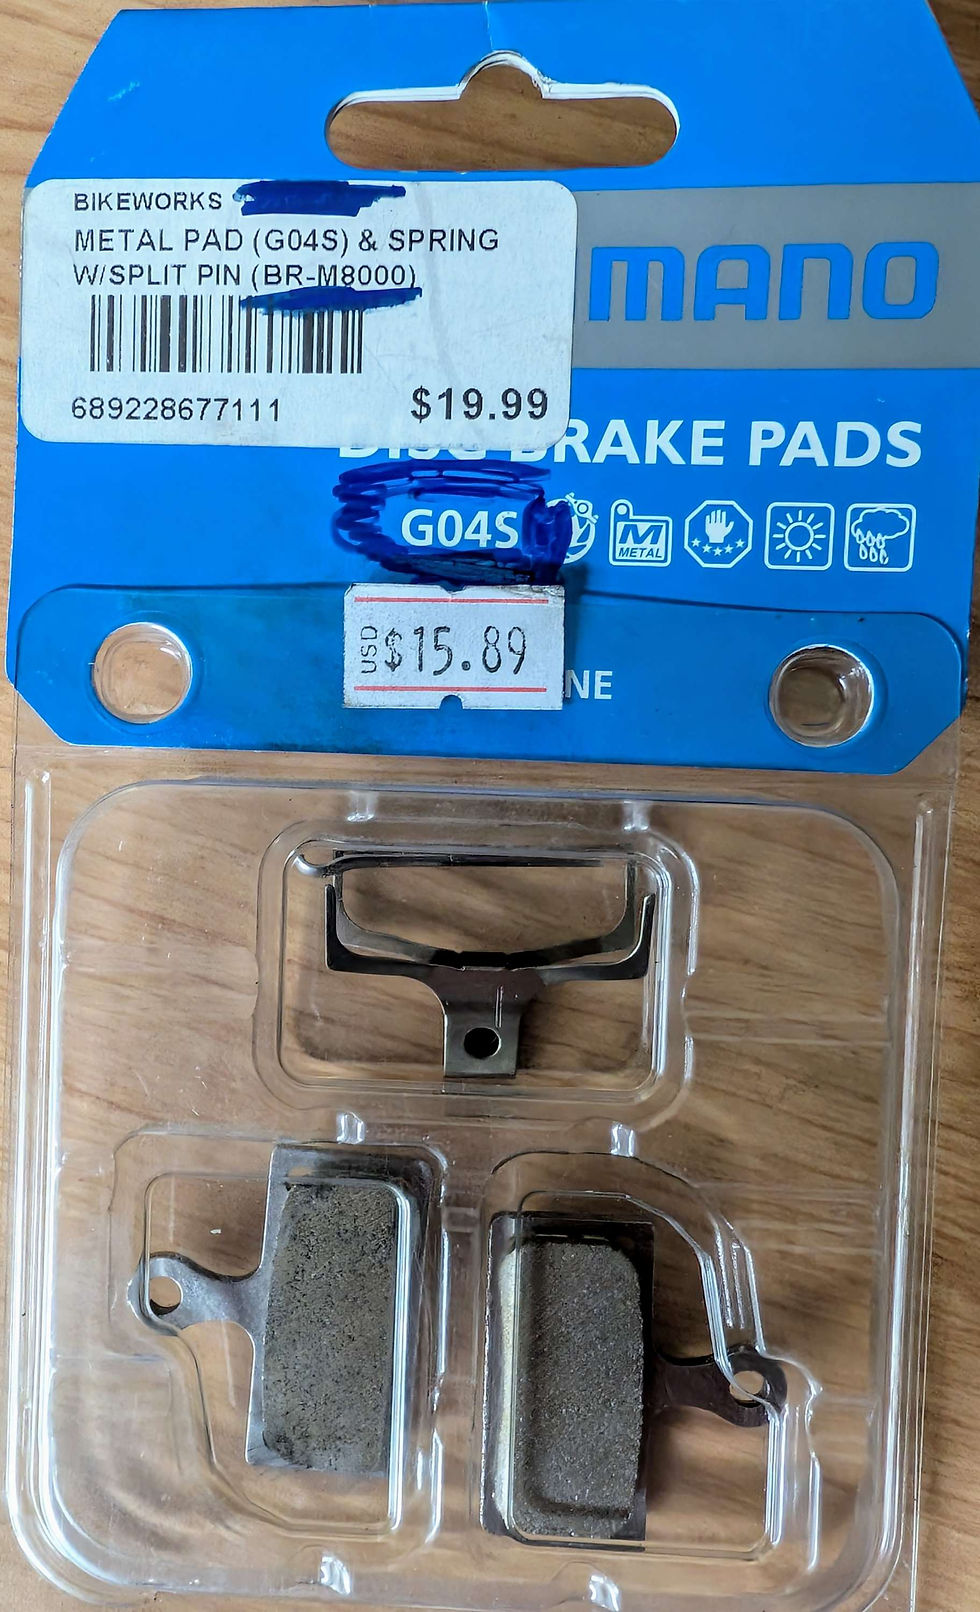 BIKEWORKS
METAL PAD (G04S) & SPRING
W/SPLIT PIN (BR-M8000)
689228677111 $19.99
MANO
DISC BRAKE PADS
G04S
METAL
USD $15.89
NE